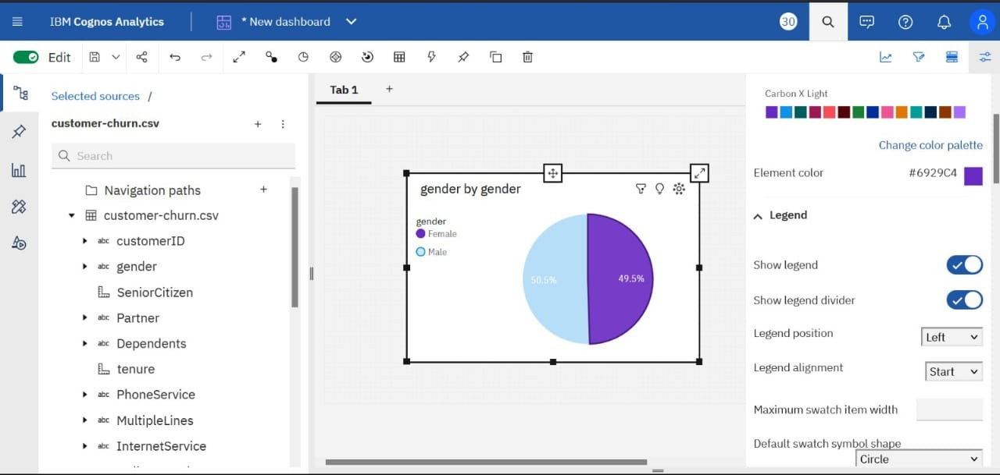 IBM Cognos Analytics
* New dashboard
30
Edit
Selected sources /
customer-churn.csv
Search
Navigation paths
customer-churn.csv
abc customerID
abc gender
SeniorCitizen
abc Partner
abc Dependents
tenure
abc PhoneService
abc MultipleLines
abc InternetService
Tab 1
gender by gender
gender
Female
Male
50.5%
49.5%
Carbon X Light
Change color palette
Element color #6929C4
Legend
Show legend
Show legend divider
Legend position Left
Legend alignment Start
Maximum swatch item width
Default swatch symbol shape
Circle